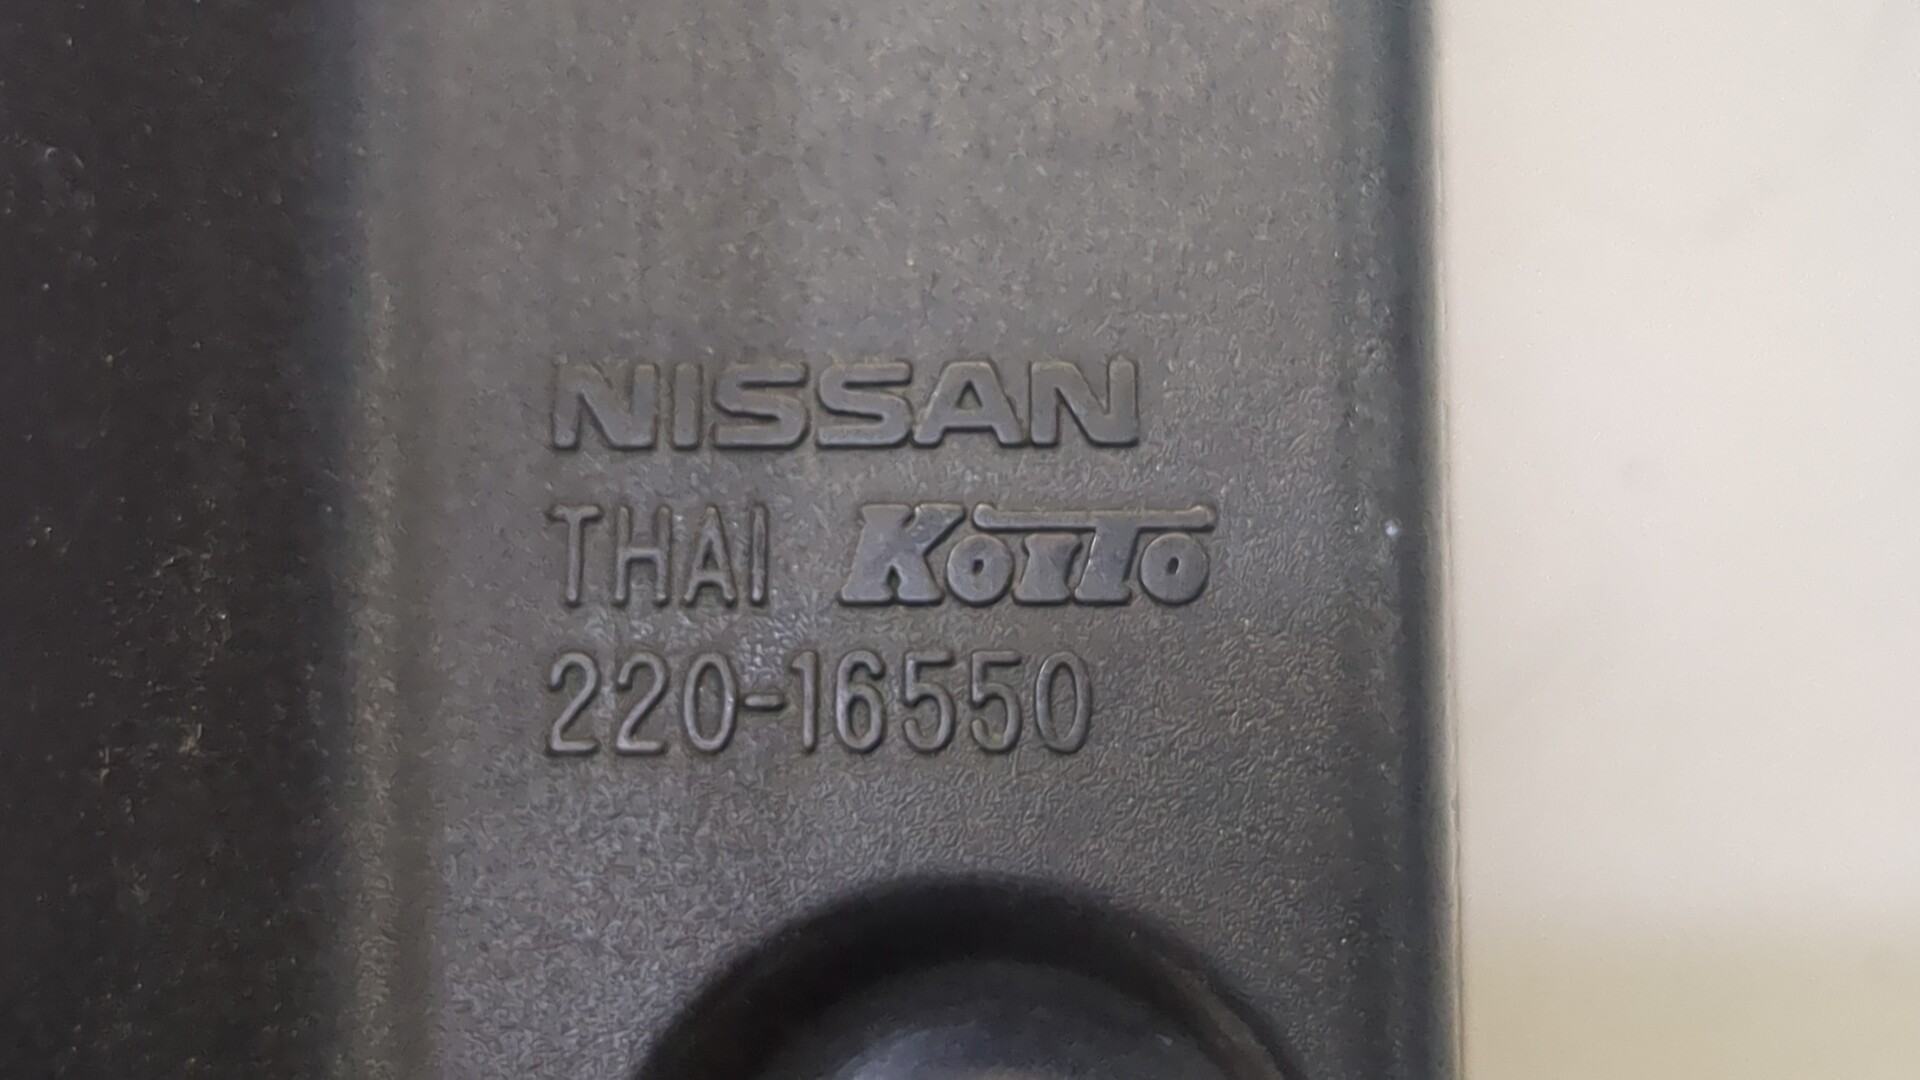 NISSAN
THAI KOITO
220-16550